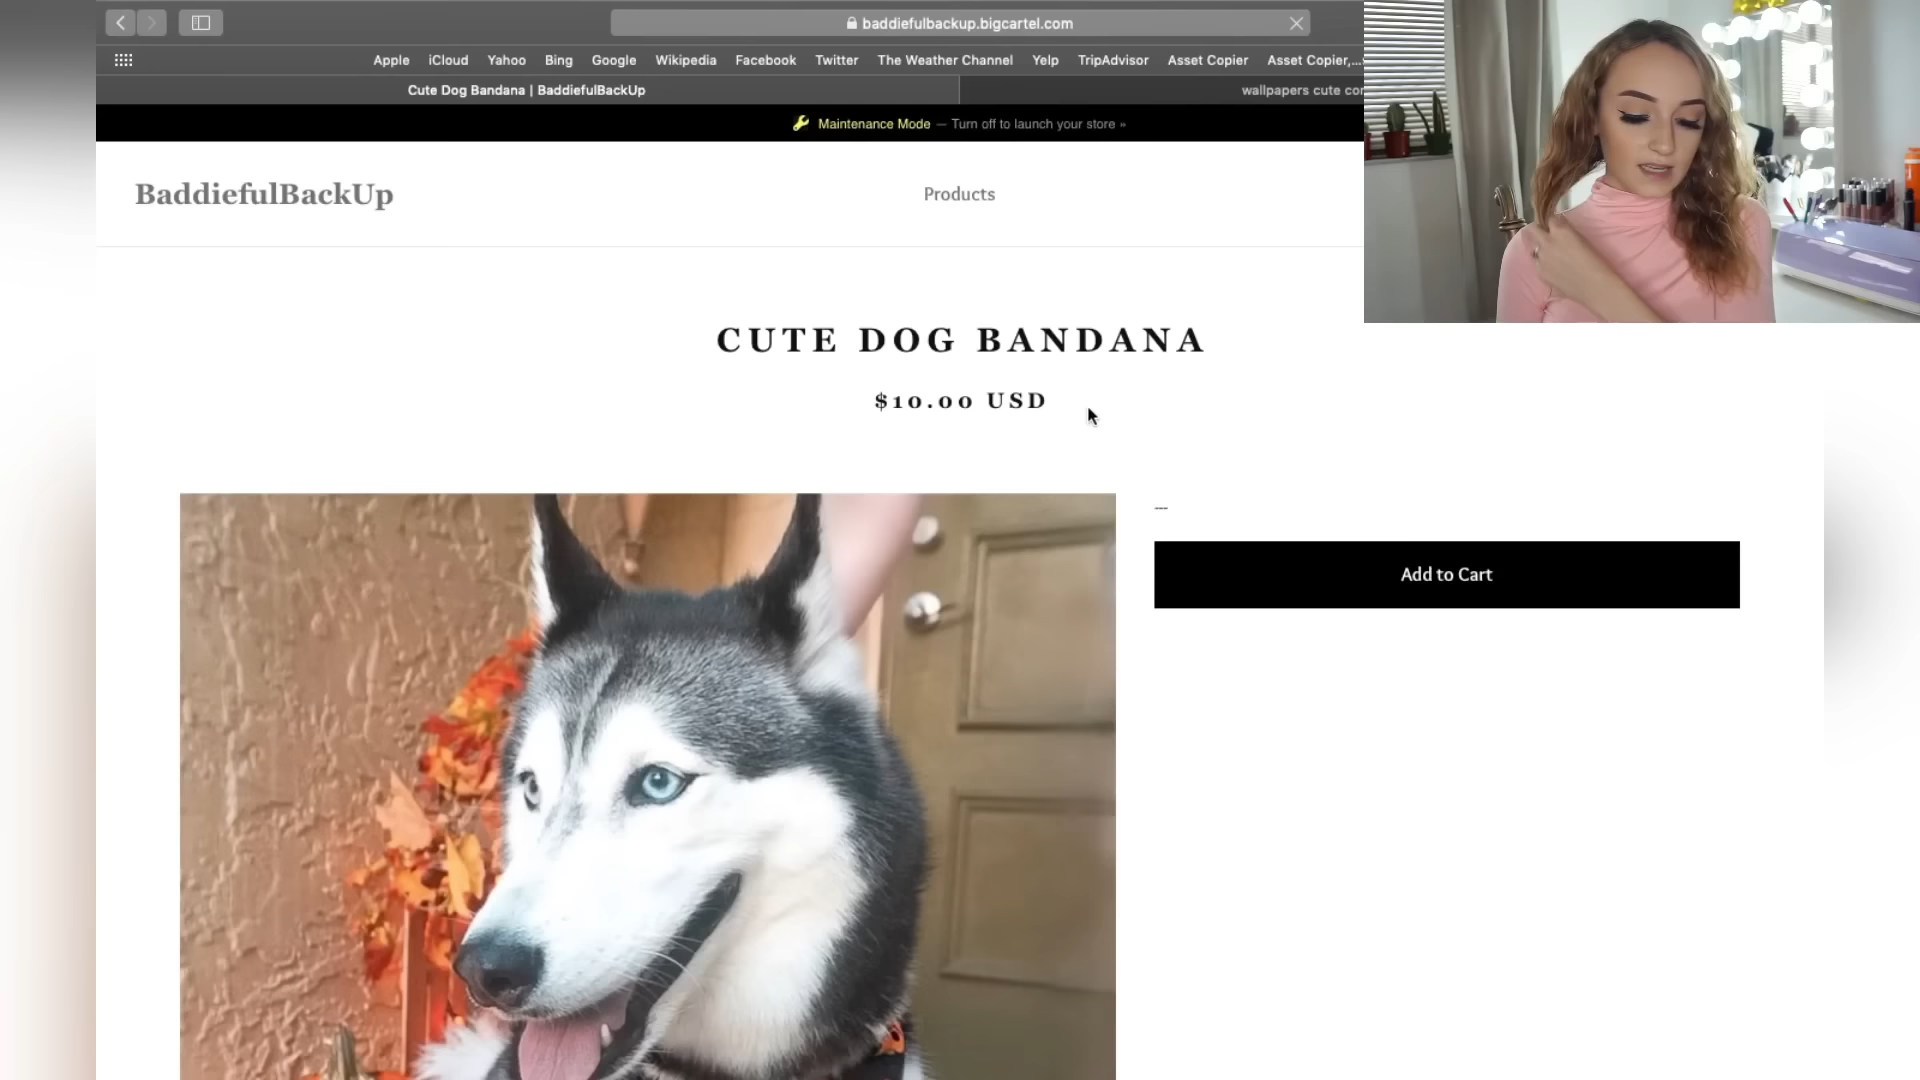 baddiefulbackup.bigcartel.com
Apple iCloud Yahoo Bing Google Wikipedia Facebook Twitter The Weather Channel Yelp TripAdvisor Asset Copier Asset Copier,...
Cute Dog Bandana | BaddiefulBackUp wallpapers cute
Maintenance Mode — Turn off to launch your store »
BaddiefulBackUp Products
CUTE DOG BANDANA
$10.00 USD
---
Add to Cart